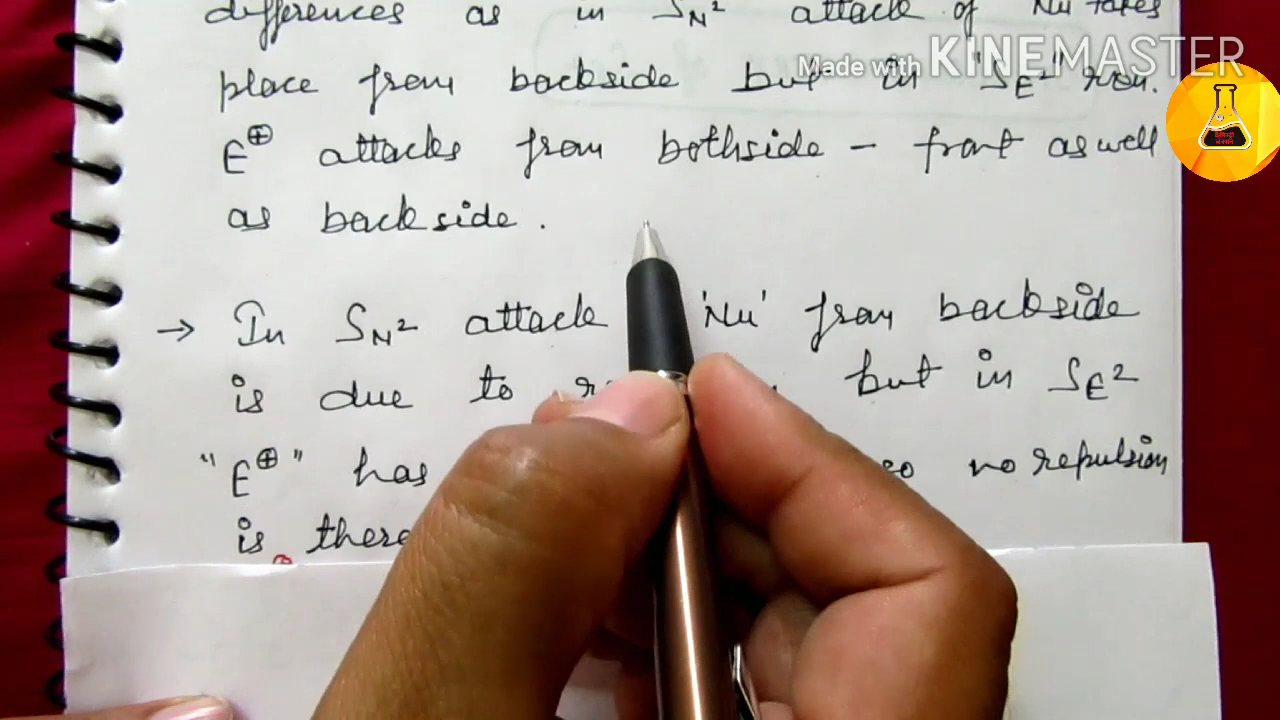 differences as in SN2 attack of Nu takes
Made with KINEMASTER
place from backside but in "SE2" rxn.
E⊕ attacks from bothside – front as well
as backside.
→ In SN2 attack 'Nu' from backside
is due to but in SE2
"E⊕" has so no repulsion
is there